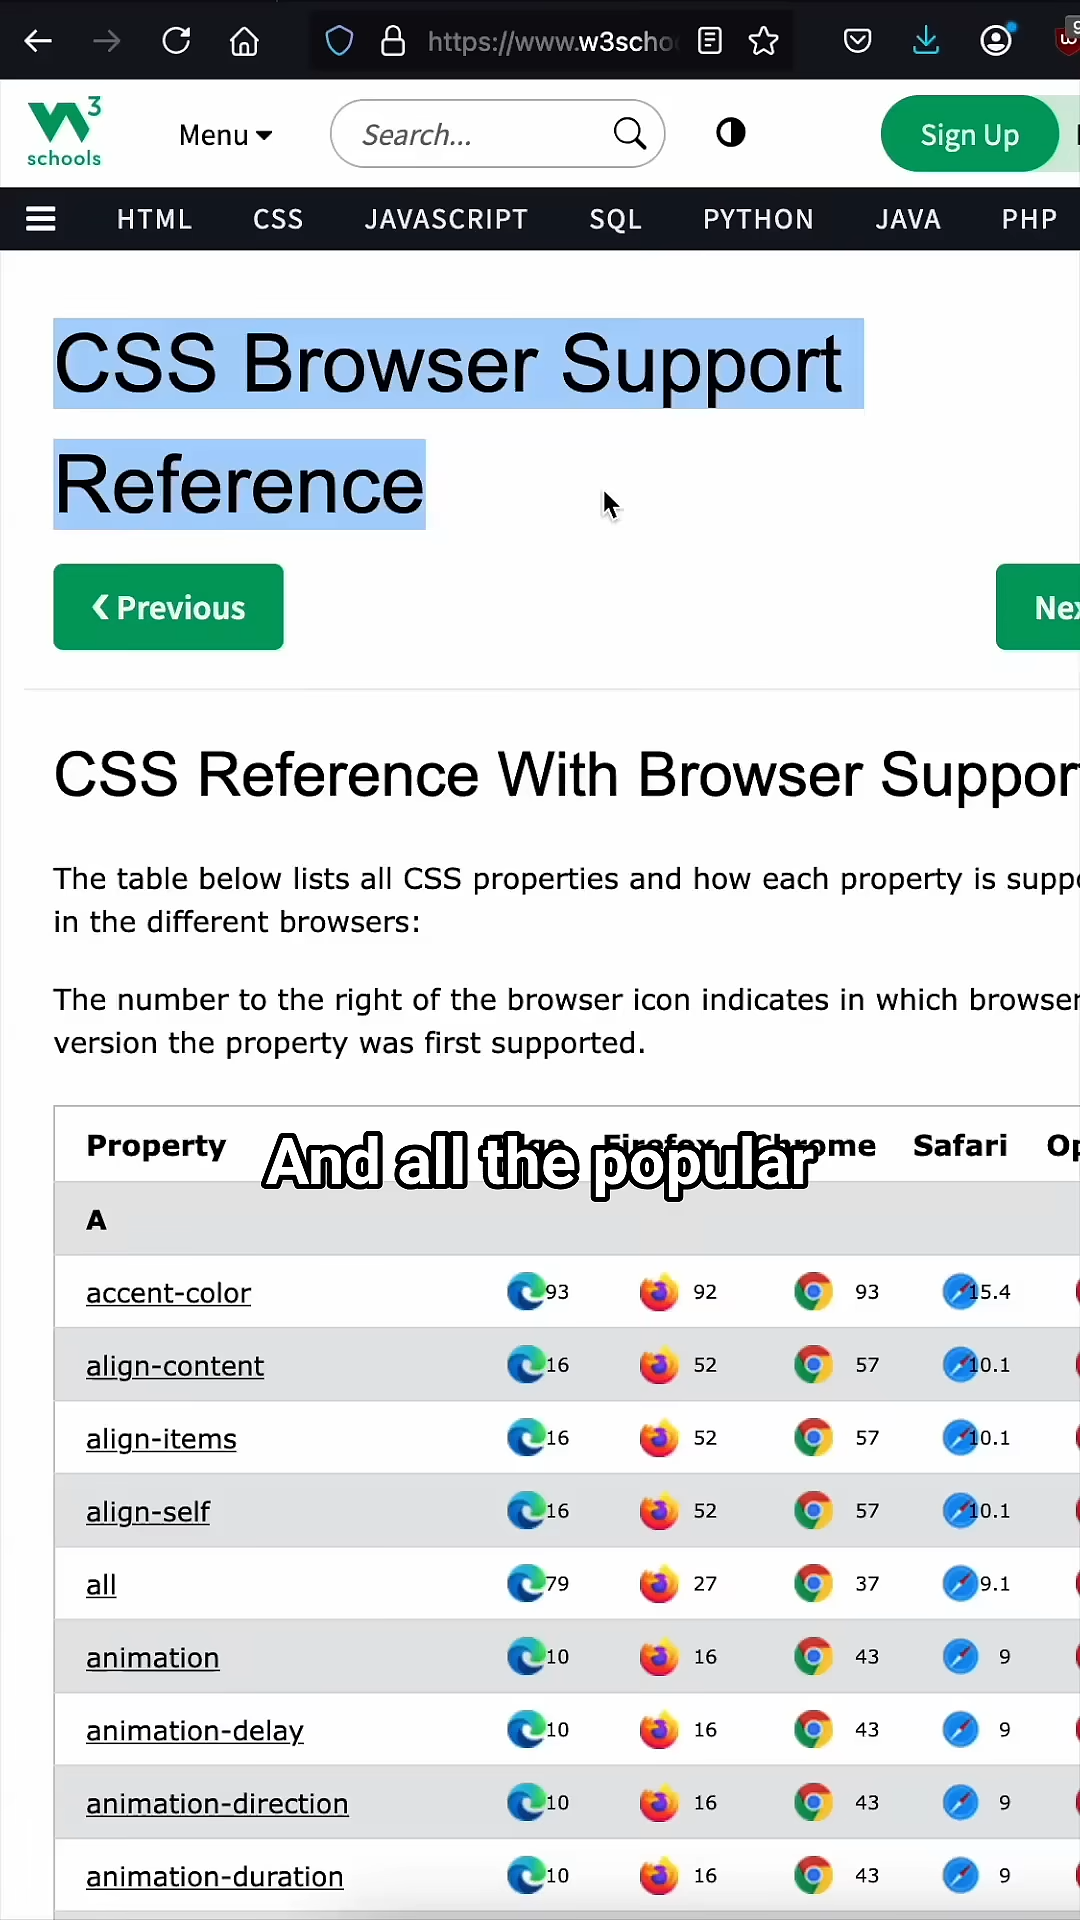 https://www.w3scho
W3
schools
Menu
Search...
Sign Up
HTML CSS JAVASCRIPT SQL PYTHON JAVA PHP
CSS Browser Support
Reference
❮ Previous
Nex
CSS Reference With Browser Suppor
The table below lists all CSS properties and how each property is supp
in the different browsers:
The number to the right of the browser icon indicates in which browser
version the property was first supported.
Property Edge Firefox Chrome Safari Op
And all the popular
A
accent-color 93 92 93 15.4
align-content 16 52 57 10.1
align-items 16 52 57 10.1
align-self 16 52 57 10.1
all 79 27 37 9.1
animation 10 16 43 9
animation-delay 10 16 43 9
animation-direction 10 16 43 9
animation-duration 10 16 43 9